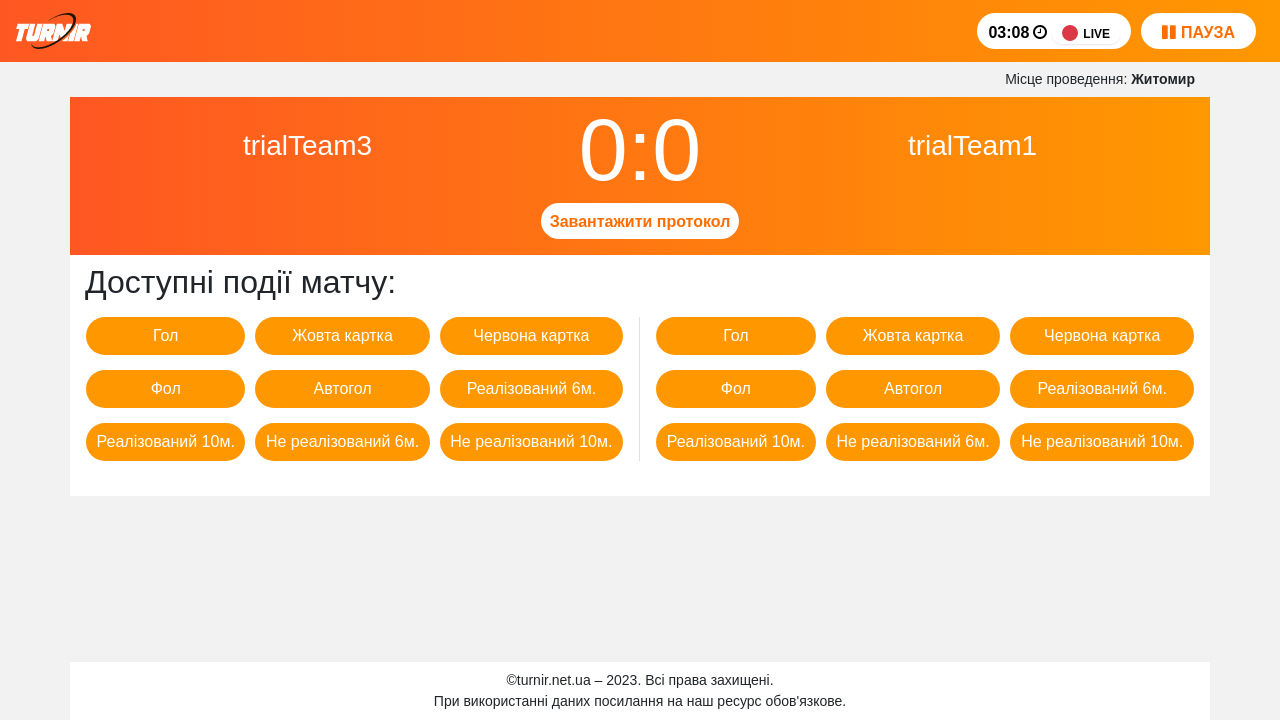 TURNIR
03:08 LIVE ПАУЗА
Місце проведення: Житомир
trialTeam3 0:0 trialTeam1
Завантажити протокол
Доступні події матчу:
Гол Жовта картка Червона картка Гол Жовта картка Червона картка
Фол Автогол Реалізований 6м. Фол Автогол Реалізований 6м.
Реалізований 10м. Не реалізований 6м. Не реалізований 10м. Реалізований 10м. Не реалізований 6м. Не реалізований 10м.
©turnir.net.ua – 2023. Всі права захищені.
При використанні даних посилання на наш ресурс обов'язкове.